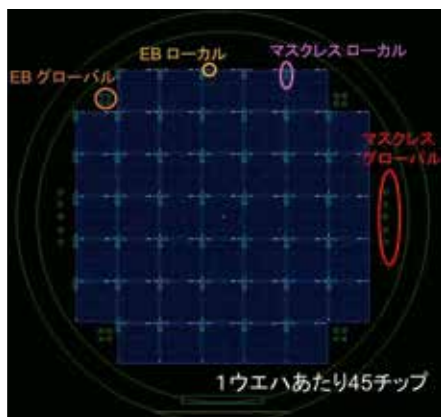 EB ローカル
マスクレス ローカル
EB グローバル
マスクレス
グローバル
1ウエハあたり45チップ